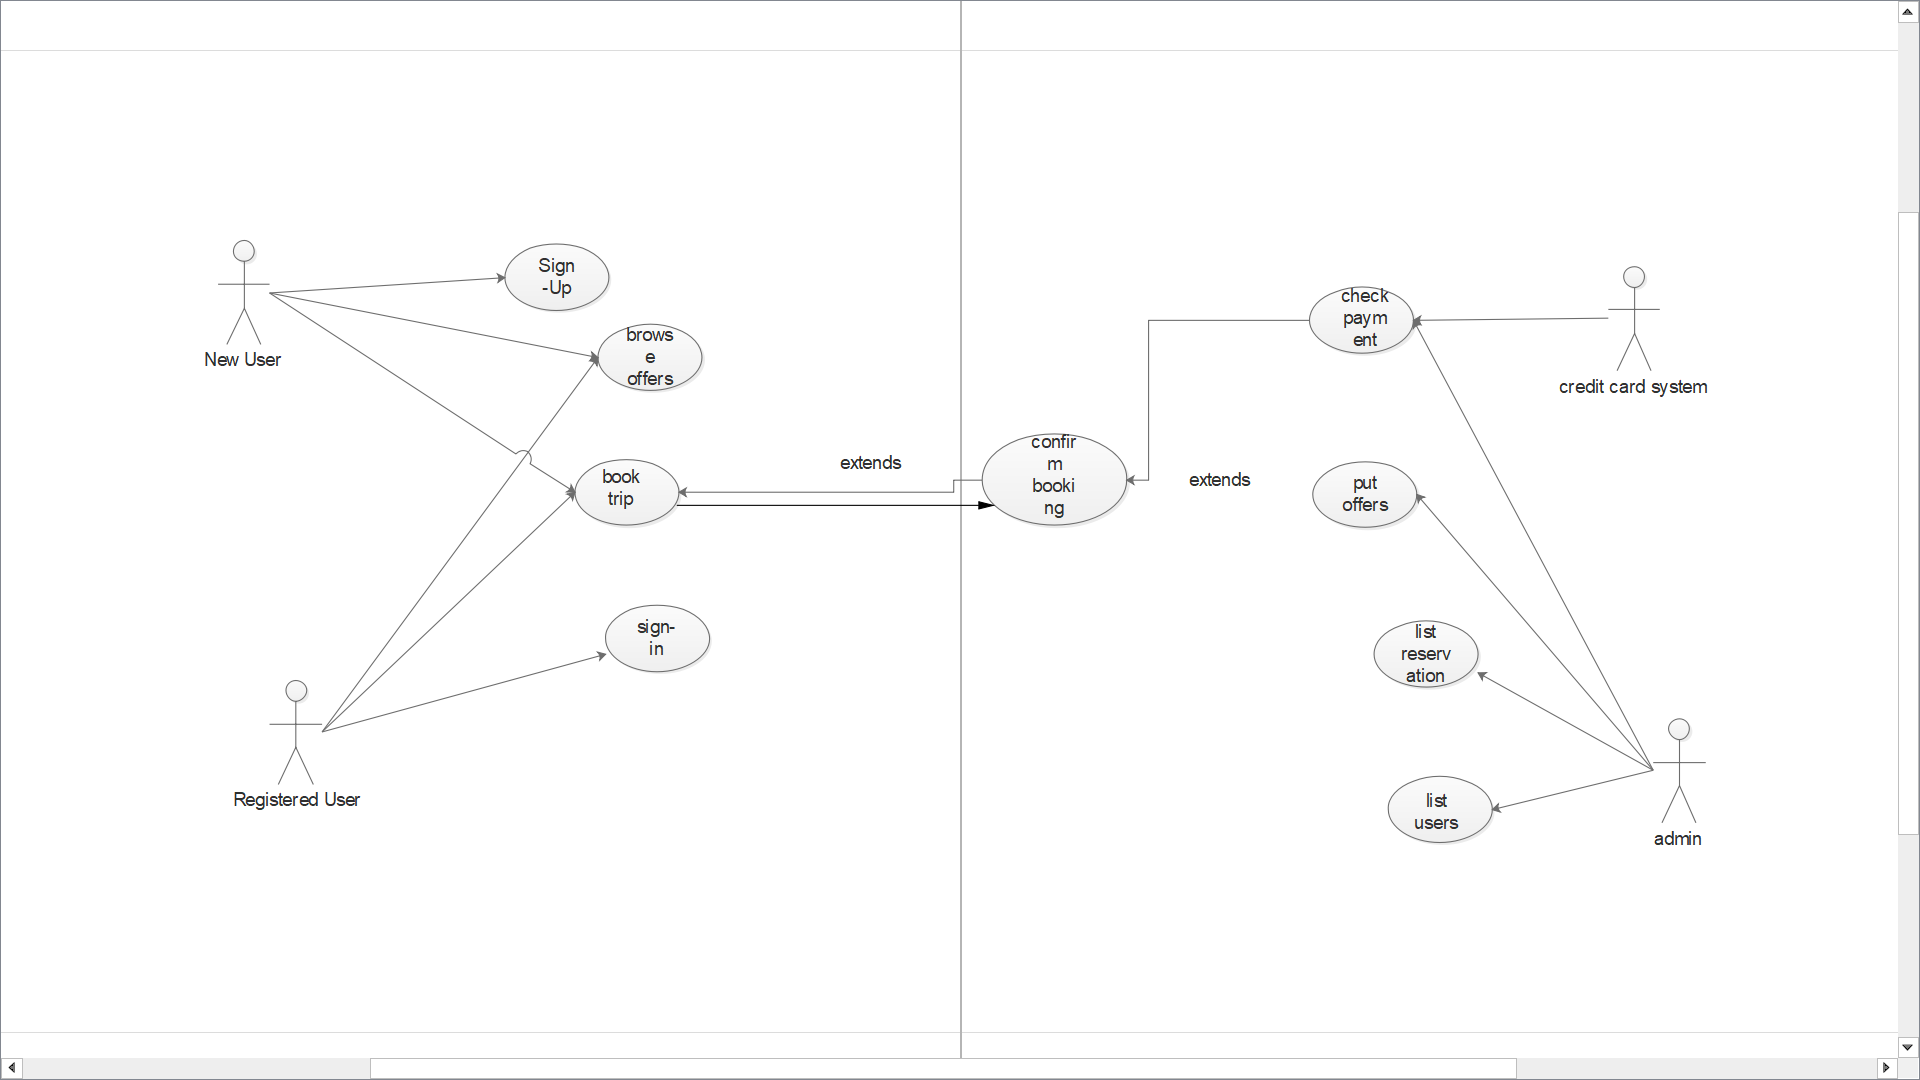 New User
Sign
-Up
brows
e
offers
book
trip
sign-
in
Registered User
extends
confir
m
booki
ng
extends
check
paym
ent
credit card system
put
offers
list
reserv
ation
list
users
admin